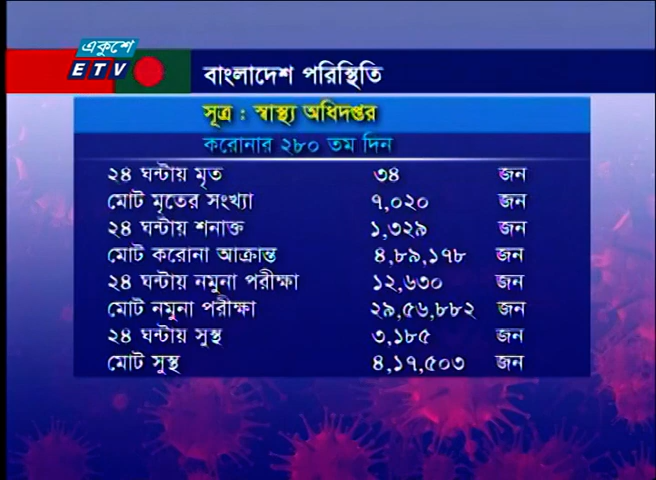 একুশে
ETV
বাংলাদেশ পরিস্থিতি
সূত্র : স্বাস্থ্য অধিদপ্তর
করোনার ২৮০ তম দিন
২৪ ঘন্টায় মৃত ৩৪ জন
মোট মৃতের সংখ্যা ৭,০২০ জন
২৪ ঘন্টায় শনাক্ত ১,৩২৯ জন
মোট করোনা আক্রান্ত ৪,৮৯,১৭৮ জন
২৪ ঘন্টায় নমুনা পরীক্ষা ১২,৬৩০ জন
মোট নমুনা পরীক্ষা ২৯,৫৬,৮৮২ জন
২৪ ঘন্টায় সুস্থ ৩,১৮৫ জন
মোট সুস্থ ৪,১৭,৫০৩ জন